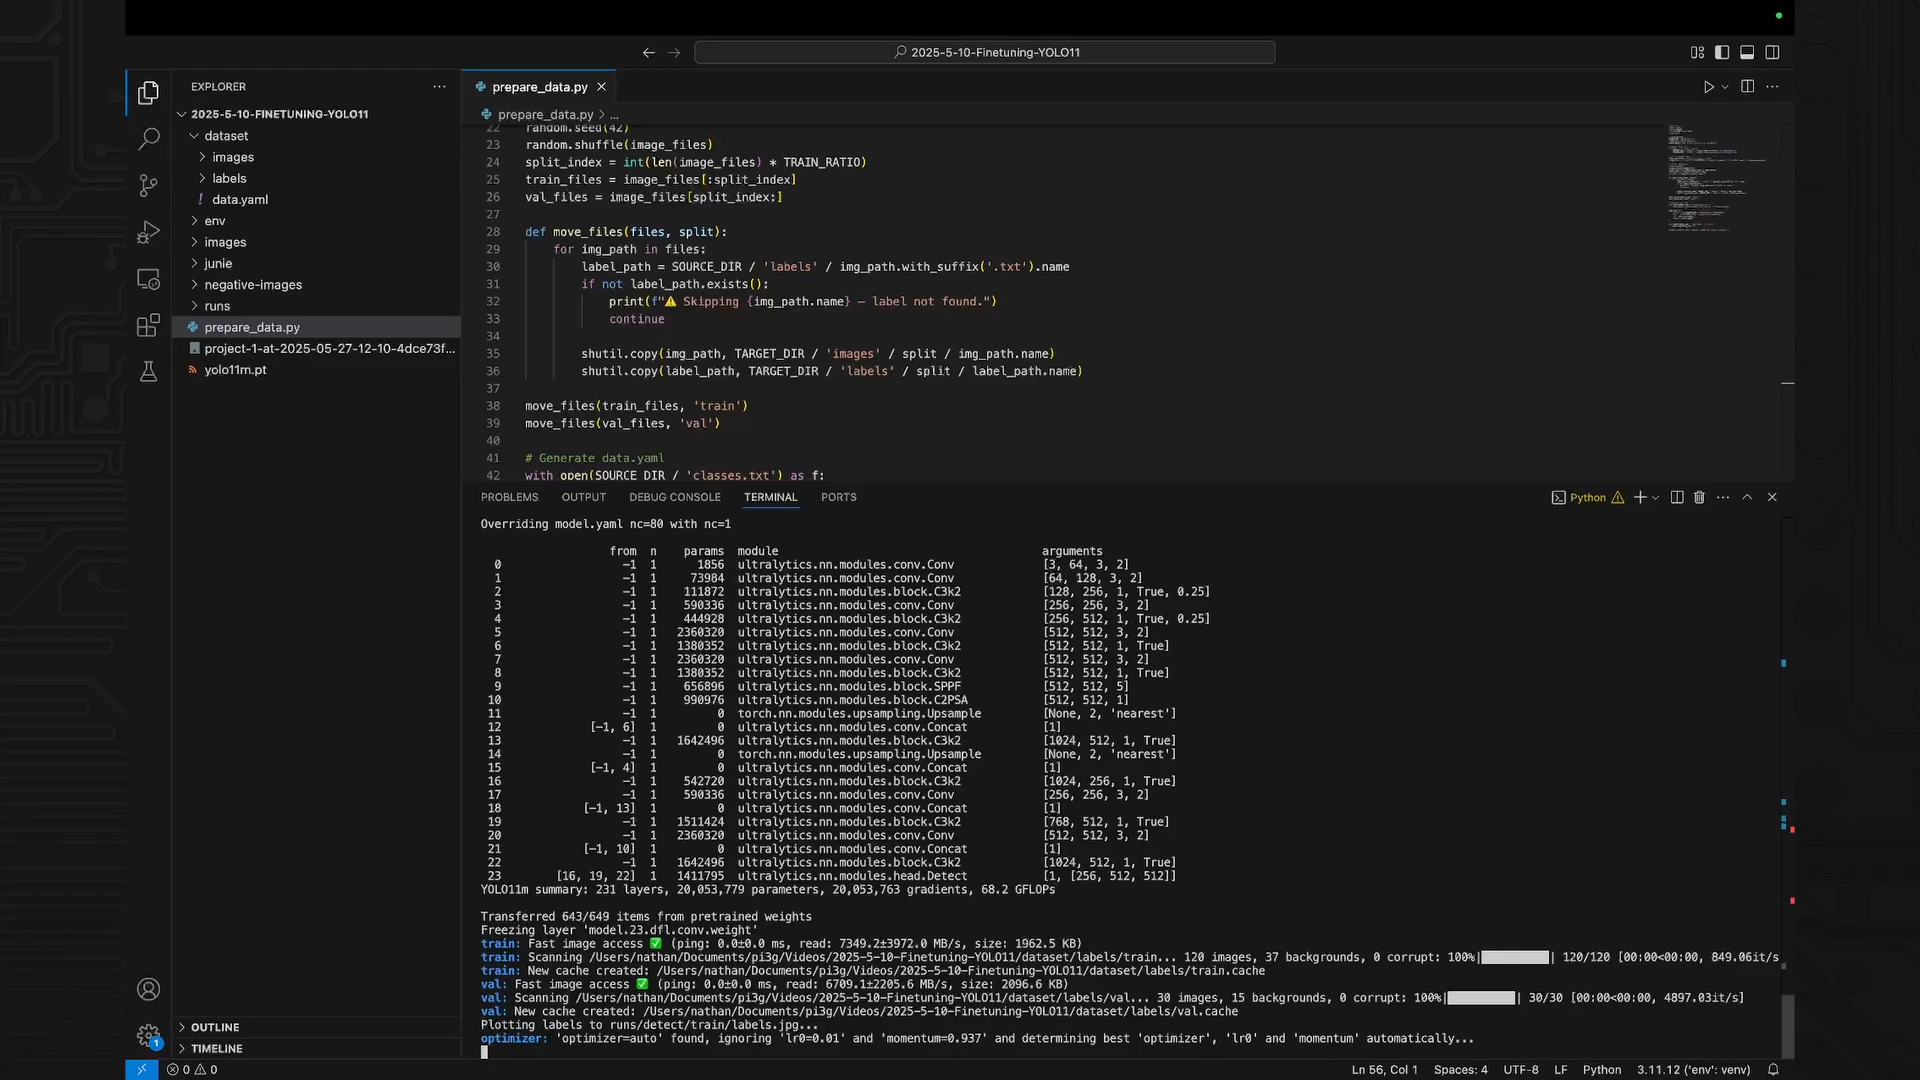 2025-5-10-Finetuning-YOLO11
EXPLORER
2025-5-10-FINETUNING-YOLO11
dataset
images
labels
! data.yaml
env
images
junie
negative-images
runs
prepare_data.py
project-1-at-2025-05-27-12-10-4dce73f...
yolo11m.pt
OUTLINE
TIMELINE
1
prepare_data.py
prepare_data.py > ...
22 random.seed(42)
23 random.shuffle(image_files)
24 split_index = int(len(image_files) * TRAIN_RATIO)
25 train_files = image_files[:split_index]
26 val_files = image_files[split_index:]
27
28 def move_files(files, split):
29 for img_path in files:
30 label_path = SOURCE_DIR / 'labels' / img_path.with_suffix('.txt').name
31 if not label_path.exists():
32 print(f"⚠️ Skipping {img_path.name} – label not found.")
33 continue
34
35 shutil.copy(img_path, TARGET_DIR / 'images' / split / img_path.name)
36 shutil.copy(label_path, TARGET_DIR / 'labels' / split / label_path.name)
37
38 move_files(train_files, 'train')
39 move_files(val_files, 'val')
40
41 # Generate data.yaml
42 with open(SOURCE_DIR / 'classes.txt') as f:
PROBLEMS OUTPUT DEBUG CONSOLE TERMINAL PORTS
Python
Overriding model.yaml nc=80 with nc=1
from n params module arguments
0 -1 1 1856 ultralytics.nn.modules.conv.Conv [3, 64, 3, 2]
1 -1 1 73984 ultralytics.nn.modules.conv.Conv [64, 128, 3, 2]
2 -1 1 111872 ultralytics.nn.modules.block.C3k2 [128, 256, 1, True, 0.25]
3 -1 1 590336 ultralytics.nn.modules.conv.Conv [256, 256, 3, 2]
4 -1 1 444928 ultralytics.nn.modules.block.C3k2 [256, 512, 1, True, 0.25]
5 -1 1 2360320 ultralytics.nn.modules.conv.Conv [512, 512, 3, 2]
6 -1 1 1380352 ultralytics.nn.modules.block.C3k2 [512, 512, 1, True]
7 -1 1 2360320 ultralytics.nn.modules.conv.Conv [512, 512, 3, 2]
8 -1 1 1380352 ultralytics.nn.modules.block.C3k2 [512, 512, 1, True]
9 -1 1 656896 ultralytics.nn.modules.block.SPPF [512, 512, 5]
10 -1 1 990976 ultralytics.nn.modules.block.C2PSA [512, 512, 1]
11 -1 1 0 torch.nn.modules.upsampling.Upsample [None, 2, 'nearest']
12 [-1, 6] 1 0 ultralytics.nn.modules.conv.Concat [1]
13 -1 1 1642496 ultralytics.nn.modules.block.C3k2 [1024, 512, 1, True]
14 -1 1 0 torch.nn.modules.upsampling.Upsample [None, 2, 'nearest']
15 [-1, 4] 1 0 ultralytics.nn.modules.conv.Concat [1]
16 -1 1 542720 ultralytics.nn.modules.block.C3k2 [1024, 256, 1, True]
17 -1 1 590336 ultralytics.nn.modules.conv.Conv [256, 256, 3, 2]
18 [-1, 13] 1 0 ultralytics.nn.modules.conv.Concat [1]
19 -1 1 1511424 ultralytics.nn.modules.block.C3k2 [768, 512, 1, True]
20 -1 1 2360320 ultralytics.nn.modules.conv.Conv [512, 512, 3, 2]
21 [-1, 10] 1 0 ultralytics.nn.modules.conv.Concat [1]
22 -1 1 1642496 ultralytics.nn.modules.block.C3k2 [1024, 512, 1, True]
23 [16, 19, 22] 1 1411795 ultralytics.nn.modules.head.Detect [1, [256, 512, 512]]
YOLO11m summary: 231 layers, 20,053,779 parameters, 20,053,763 gradients, 68.2 GFLOPs
Transferred 643/649 items from pretrained weights
Freezing layer 'model.23.dfl.conv.weight'
train: Fast image access ✅ (ping: 0.0±0.0 ms, read: 7349.2±3972.0 MB/s, size: 1962.5 KB)
train: Scanning /Users/nathan/Documents/pi3g/Videos/2025-5-10-Finetuning-YOLO11/dataset/labels/train... 120 images, 37 backgrounds, 0 corrupt: 100%|██████████| 120/120 [00:00<00:00, 849.06it/s
train: New cache created: /Users/nathan/Documents/pi3g/Videos/2025-5-10-Finetuning-YOLO11/dataset/labels/train.cache
val: Fast image access ✅ (ping: 0.0±0.0 ms, read: 6709.1±2205.6 MB/s, size: 2096.6 KB)
val: Scanning /Users/nathan/Documents/pi3g/Videos/2025-5-10-Finetuning-YOLO11/dataset/labels/val... 30 images, 15 backgrounds, 0 corrupt: 100%|██████████| 30/30 [00:00<00:00, 4897.03it/s]
val: New cache created: /Users/nathan/Documents/pi3g/Videos/2025-5-10-Finetuning-YOLO11/dataset/labels/val.cache
Plotting labels to runs/detect/train/labels.jpg...
optimizer: 'optimizer=auto' found, ignoring 'lr0=0.01' and 'momentum=0.937' and determining best 'optimizer', 'lr0' and 'momentum' automatically...
0 0 Ln 56, Col 1 Spaces: 4 UTF-8 LF Python 3.11.12 ('env': venv)